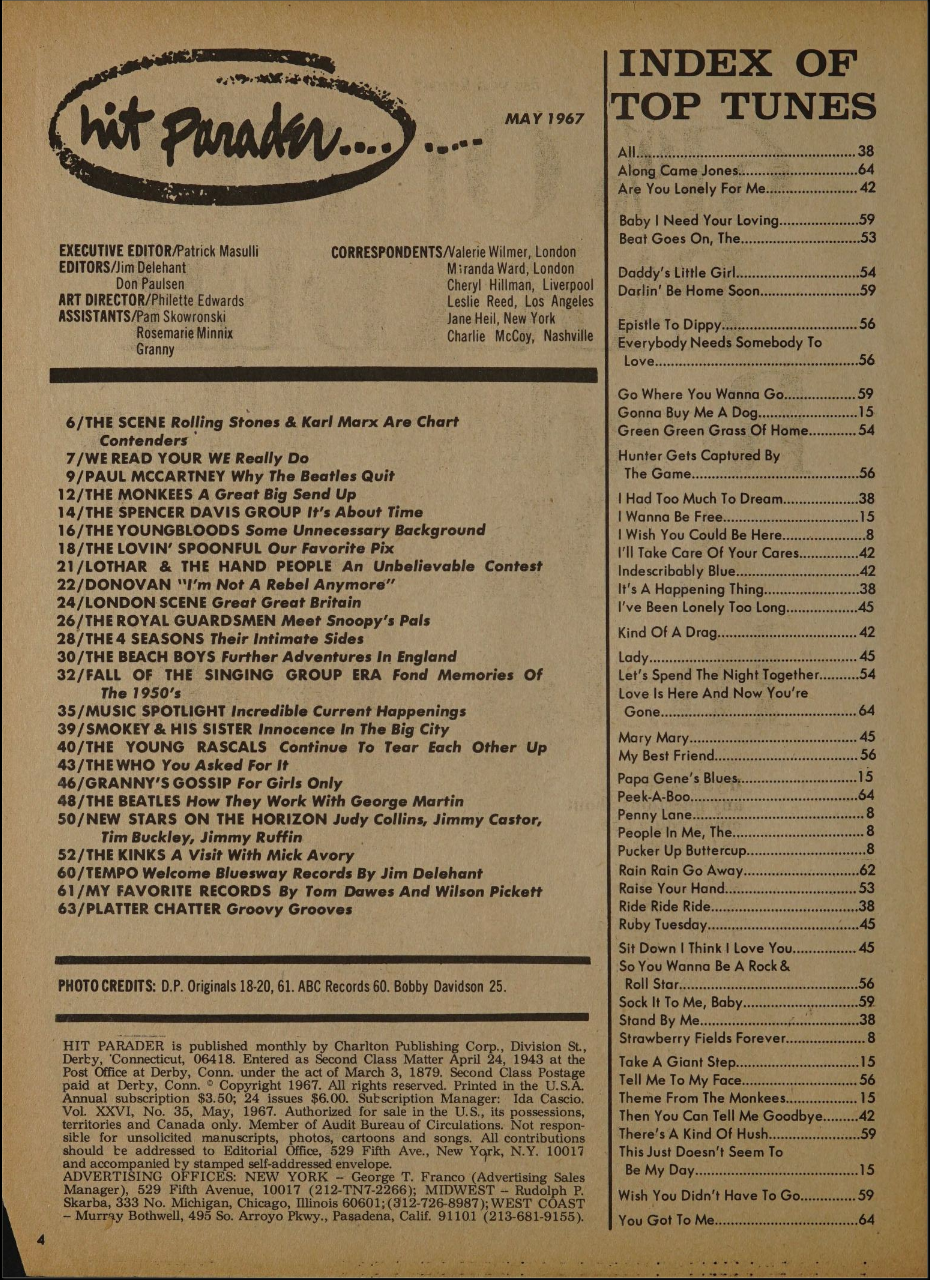 hit Parader.... .....
MAY 1967
EXECUTIVE EDITOR/Patrick Masulli
EDITORS/Jim Delehant
Don Paulsen
ART DIRECTOR/Philette Edwards
ASSISTANTS/Pam Skowronski
Rosemarie Minnix
Granny
CORRESPONDENTS/Valerie Wilmer, London
Miranda Ward, London
Cheryl Hillman, Liverpool
Leslie Reed, Los Angeles
Jane Heil, New York
Charlie McCoy, Nashville
6/THE SCENE Rolling Stones & Karl Marx Are Chart
Contenders
7/WE READ YOUR WE Really Do
9/PAUL MCCARTNEY Why The Beatles Quit
12/THE MONKEES A Great Big Send Up
14/THE SPENCER DAVIS GROUP It's About Time
16/THE YOUNGBLOODS Some Unnecessary Background
18/THE LOVIN' SPOONFUL Our Favorite Pix
21/LOTHAR & THE HAND PEOPLE An Unbelievable Contest
22/DONOVAN "I'm Not A Rebel Anymore"
24/LONDON SCENE Great Great Britain
26/THE ROYAL GUARDSMEN Meet Snoopy's Pals
28/THE 4 SEASONS Their Intimate Sides
30/THE BEACH BOYS Further Adventures In England
32/FALL OF THE SINGING GROUP ERA Fond Memories Of
The 1950's
35/MUSIC SPOTLIGHT Incredible Current Happenings
39/SMOKEY & HIS SISTER Innocence In The Big City
40/THE YOUNG RASCALS Continue To Tear Each Other Up
43/THE WHO You Asked For It
46/GRANNY'S GOSSIP For Girls Only
48/THE BEATLES How They Work With George Martin
50/NEW STARS ON THE HORIZON Judy Collins, Jimmy Castor,
Tim Buckley, Jimmy Ruffin
52/THE KINKS A Visit With Mick Avory
60/TEMPO Welcome Bluesway Records By Jim Delehant
61/MY FAVORITE RECORDS By Tom Dawes And Wilson Pickett
63/PLATTER CHATTER Groovy Grooves
PHOTO CREDITS: D.P. Originals 18-20, 61. ABC Records 60. Bobby Davidson 25.
HIT PARADER is published monthly by Charlton Publishing Corp., Division St.,
Derby, Connecticut, 06418. Entered as Second Class Matter April 24, 1943 at the
Post Office at Derby, Conn. under the act of March 3, 1879. Second Class Postage
paid at Derby, Conn. © Copyright 1967. All rights reserved. Printed in the U.S.A.
Annual subscription $3.50; 24 issues $6.00. Subscription Manager: Ida Cascio.
Vol. XXVI, No. 35, May, 1967. Authorized for sale in the U.S., its possessions,
territories and Canada only. Member of Audit Bureau of Circulations. Not respon-
sible for unsolicited manuscripts, photos, cartoons and songs. All contributions
should be addressed to Editorial Office, 529 Fifth Ave., New York, N.Y. 10017
and accompanied by stamped self-addressed envelope.
ADVERTISING OFFICES: NEW YORK – George T. Franco (Advertising Sales
Manager), 529 Fifth Avenue, 10017 (212-TN7-2266); MIDWEST – Rudolph P.
Skarba, 333 No. Michigan, Chicago, Illinois 60601; (312-726-8987); WEST COAST
– Murray Bothwell, 495 So. Arroyo Pkwy., Pasadena, Calif. 91101 (213-681-9155).
4
INDEX OF
TOP TUNES
All....38
Along Came Jones....64
Are You Lonely For Me....42
Baby I Need Your Loving....59
Beat Goes On, The....53
Daddy's Little Girl....54
Darlin' Be Home Soon....59
Epistle To Dippy....56
Everybody Needs Somebody To
Love....56
Go Where You Wanna Go....59
Gonna Buy Me A Dog....15
Green Green Grass Of Home....54
Hunter Gets Captured By
The Game....56
I Had Too Much To Dream....38
I Wanna Be Free....15
I Wish You Could Be Here....8
I'll Take Care Of Your Cares....42
Indescribably Blue....42
It's A Happening Thing....38
I've Been Lonely Too Long....45
Kind Of A Drag....42
Lady....45
Let's Spend The Night Together....54
Love Is Here And Now You're
Gone....64
Mary Mary....45
My Best Friend....56
Papa Gene's Blues....15
Peek-A-Boo....64
Penny Lane....8
People In Me, The....8
Pucker Up Buttercup....8
Rain Rain Go Away....62
Raise Your Hand....53
Ride Ride Ride....38
Ruby Tuesday....45
Sit Down I Think I Love You....45
So You Wanna Be A Rock &
Roll Star....56
Sock It To Me, Baby....59
Stand By Me....38
Strawberry Fields Forever....8
Take A Giant Step....15
Tell Me To My Face....56
Theme From The Monkees....15
Then You Can Tell Me Goodbye....42
There's A Kind Of Hush....59
This Just Doesn't Seem To
Be My Day....15
Wish You Didn't Have To Go....59
You Got To Me....64